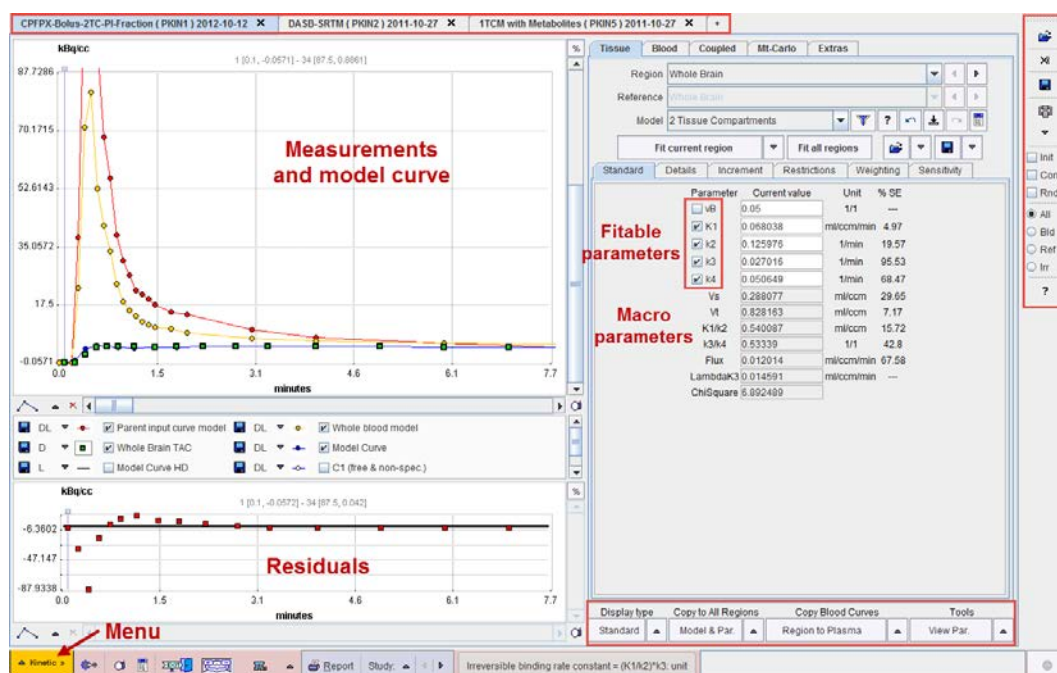 CPFPX-Bolus-2TC-PI-Fraction ( PKIN1 ) 2012-10-12 ✕ DASB-SRTM ( PKIN2 ) 2011-10-27 ✕ 1TCM with Metabolites ( PKIN5 ) 2011-10-27 ✕ +
kBq/cc
%
1 [0.1, -0.0571] - 34 [87.5, 0.8861]
87.7286
70.1715
52.6143
35.0572
17.5
-0.0571
0.0 1.5 3.1 4.6 6.1 7.7
minutes
Measurements
and model curve
DL Parent input curve model DL Whole blood model
D Whole Brain TAC DL Model Curve
L Model Curve HD DL C1 (free & non-spec.)
kBq/cc
%
1 [0.1, -0.0572] - 34 [87.5, 0.042]
-6.3602
-47.147
-87.9338
0.0 1.5 3.1 4.6 6.1 7.7
minutes
Residuals
Menu
Tissue Blood Coupled Mt-Carlo Extras
Region Whole Brain
Reference Whole Brain
Model 2 Tissue Compartments ?
Fit current region Fit all regions
Standard Details Increment Restrictions Weighting Sensitivity
Parameter Current value Unit % SE
vB 0.05 1/1 ---
K1 0.068038 ml/ccm/min 4.97
k2 0.125976 1/min 19.57
k3 0.027016 1/min 95.53
k4 0.050649 1/min 68.47
Vs 0.288077 ml/ccm 29.65
Vt 0.828163 ml/ccm 7.17
K1/k2 0.540087 ml/ccm 15.72
k3/k4 0.53339 1/1 42.8
Flux 0.012014 ml/ccm/min 67.58
LambdaK3 0.014591 ml/ccm/min ---
ChiSquare 6.892489
Fitable
parameters
Macro
parameters
Display type Copy to All Regions Copy Blood Curves Tools
Standard Model & Par. Region to Plasma View Par.
Init
Con
Rnd
All
Bld
Ref
Irr
?
Kinetic Report Study: Irreversible binding rate constant = (K1/k2)*k3: unit